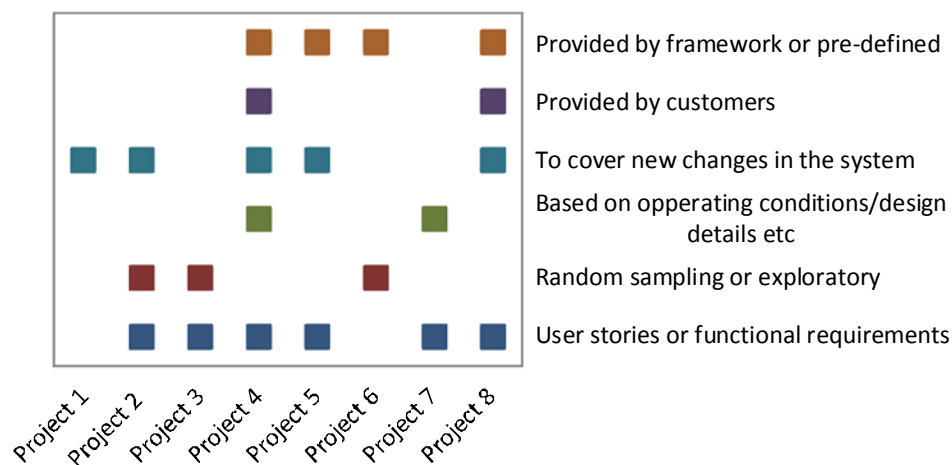 Provided by framework or pre-defined
Provided by customers
To cover new changes in the system
Based on opperating conditions/design
details etc
Random sampling or exploratory
User stories or functional requirements
Project 1
Project 2
Project 3
Project 4
Project 5
Project 6
Project 7
Project 8